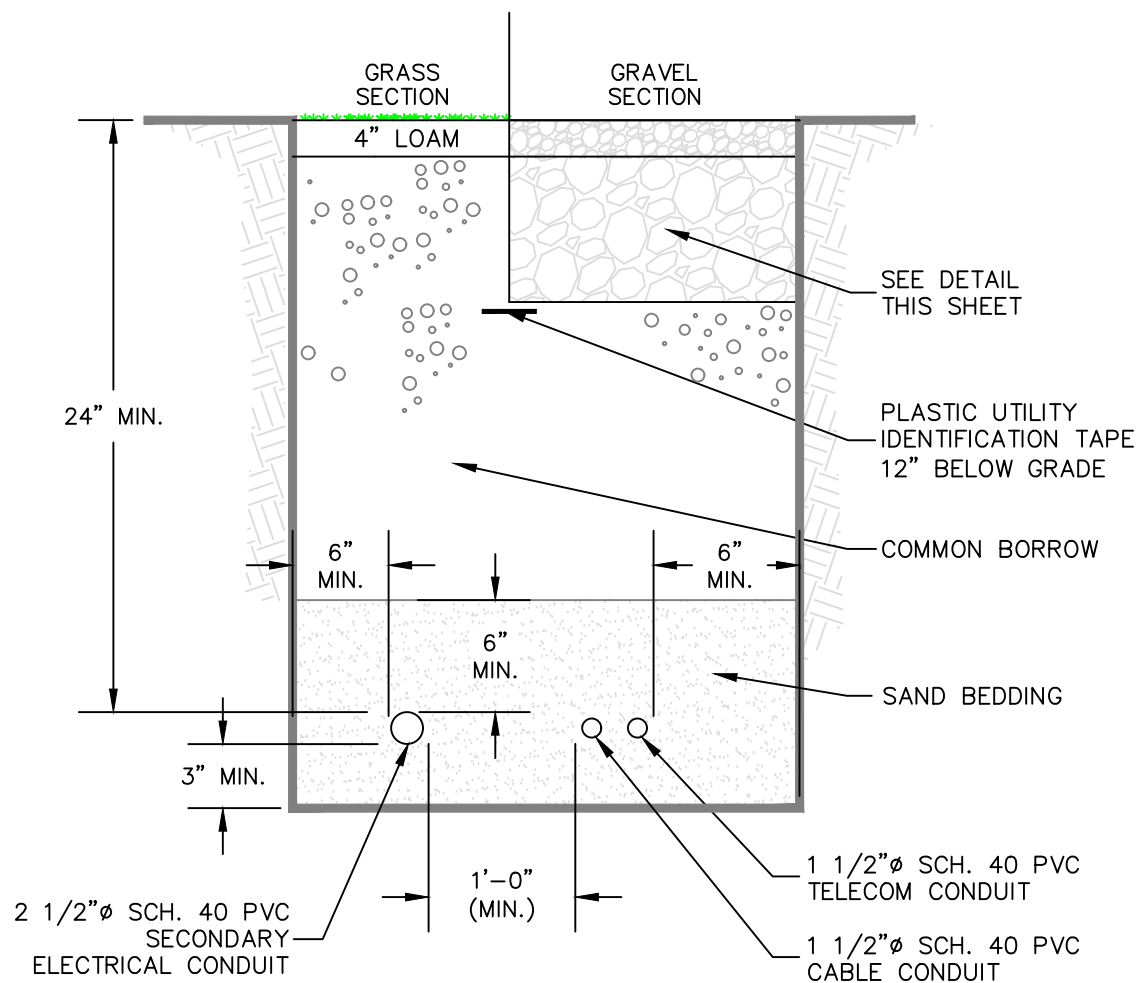 GRASS
SECTION
GRAVEL
SECTION
4” LOAM
SEE DETAIL
THIS SHEET
24” MIN.
PLASTIC UTILITY
IDENTIFICATION TAPE
12” BELOW GRADE
COMMON BORROW
6”
MIN.
6”
MIN.
6”
MIN.
SAND BEDDING
3” MIN.
1’-0”
(MIN.)
2 1/2”ø SCH. 40 PVC
SECONDARY
ELECTRICAL CONDUIT
1 1/2”ø SCH. 40 PVC
TELECOM CONDUIT
1 1/2”ø SCH. 40 PVC
CABLE CONDUIT